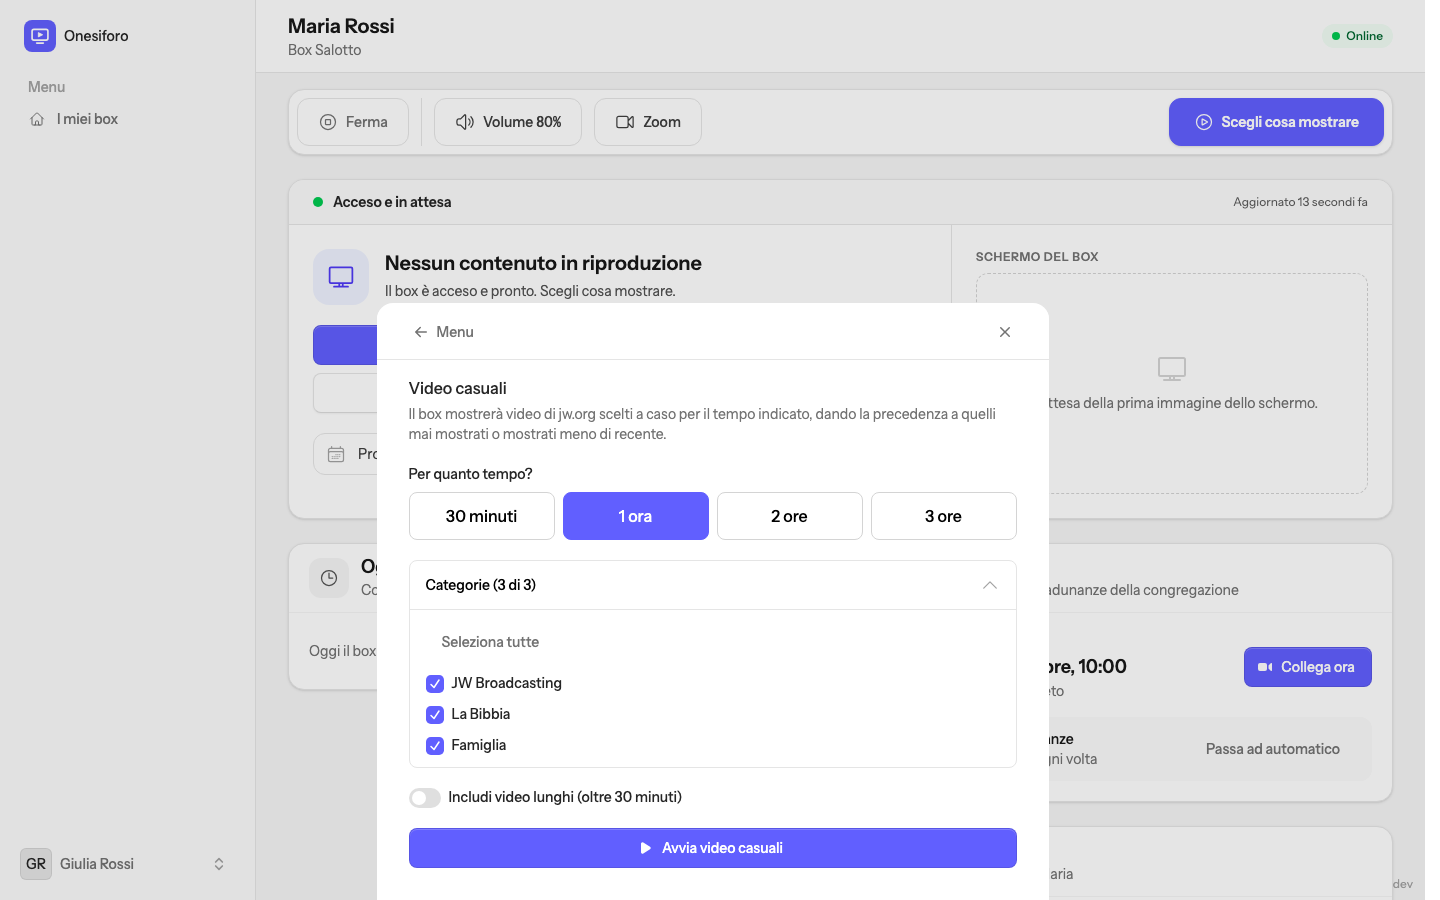 Onesiforo
Menu
I miei box
GR
Giulia Rossi
Maria Rossi
Box Salotto
Online
Ferma
Volume 80%
Zoom
Scegli cosa mostrare
Acceso e in attesa
Aggiornato 13 secondi fa
Nessun contenuto in riproduzione
Il box è acceso e pronto. Scegli cosa mostrare.
SCHERMO DEL BOX
della prima immagine dello schermo.
Oggi il box
adunanze della congregazione
10:00
Collega ora
volta
Passa ad automatico
dev
Menu
Video casuali
Il box mostrerà video di jw.org scelti a caso per il tempo indicato, dando la precedenza a quelli
mai mostrati o mostrati meno di recente.
Per quanto tempo?
30 minuti
1 ora
2 ore
3 ore
Categorie (3 di 3)
Seleziona tutte
JW Broadcasting
La Bibbia
Famiglia
Includi video lunghi (oltre 30 minuti)
Avvia video casuali